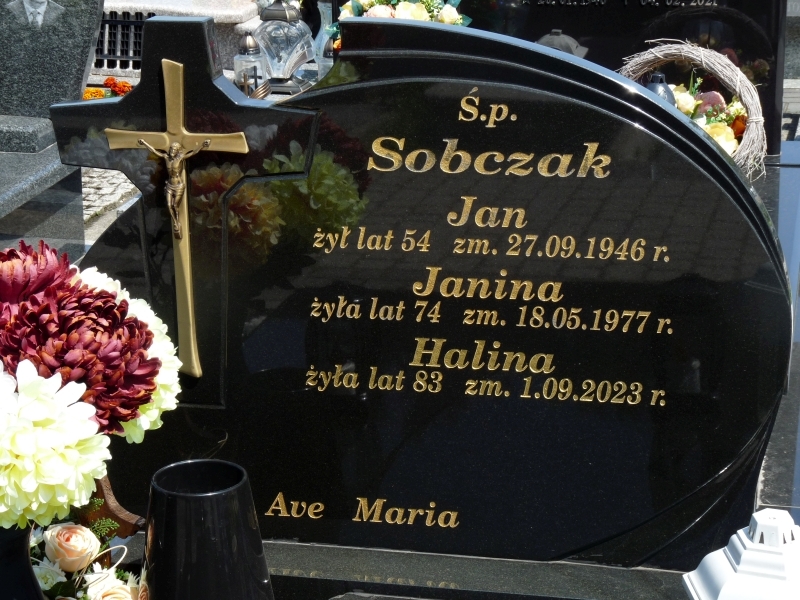 Ś.p.
Sobczak
Jan
żył lat 54 zm. 27.09.1946 r.
Janina
żyła lat 74 zm. 18.05.1977 r.
Halina
żyła lat 83 zm. 1.09.2023 r.
Ave Maria